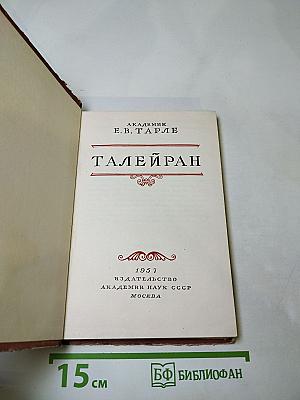 АКАДЕМИК
Е.В. ТАРЛЕ
ТАЛЕЙРАН
1957
ИЗДАТЕЛЬСТВО
АКАДЕМИИ НАУК СССР
МОСКВА
15 см
БФ БИБЛИОФАН